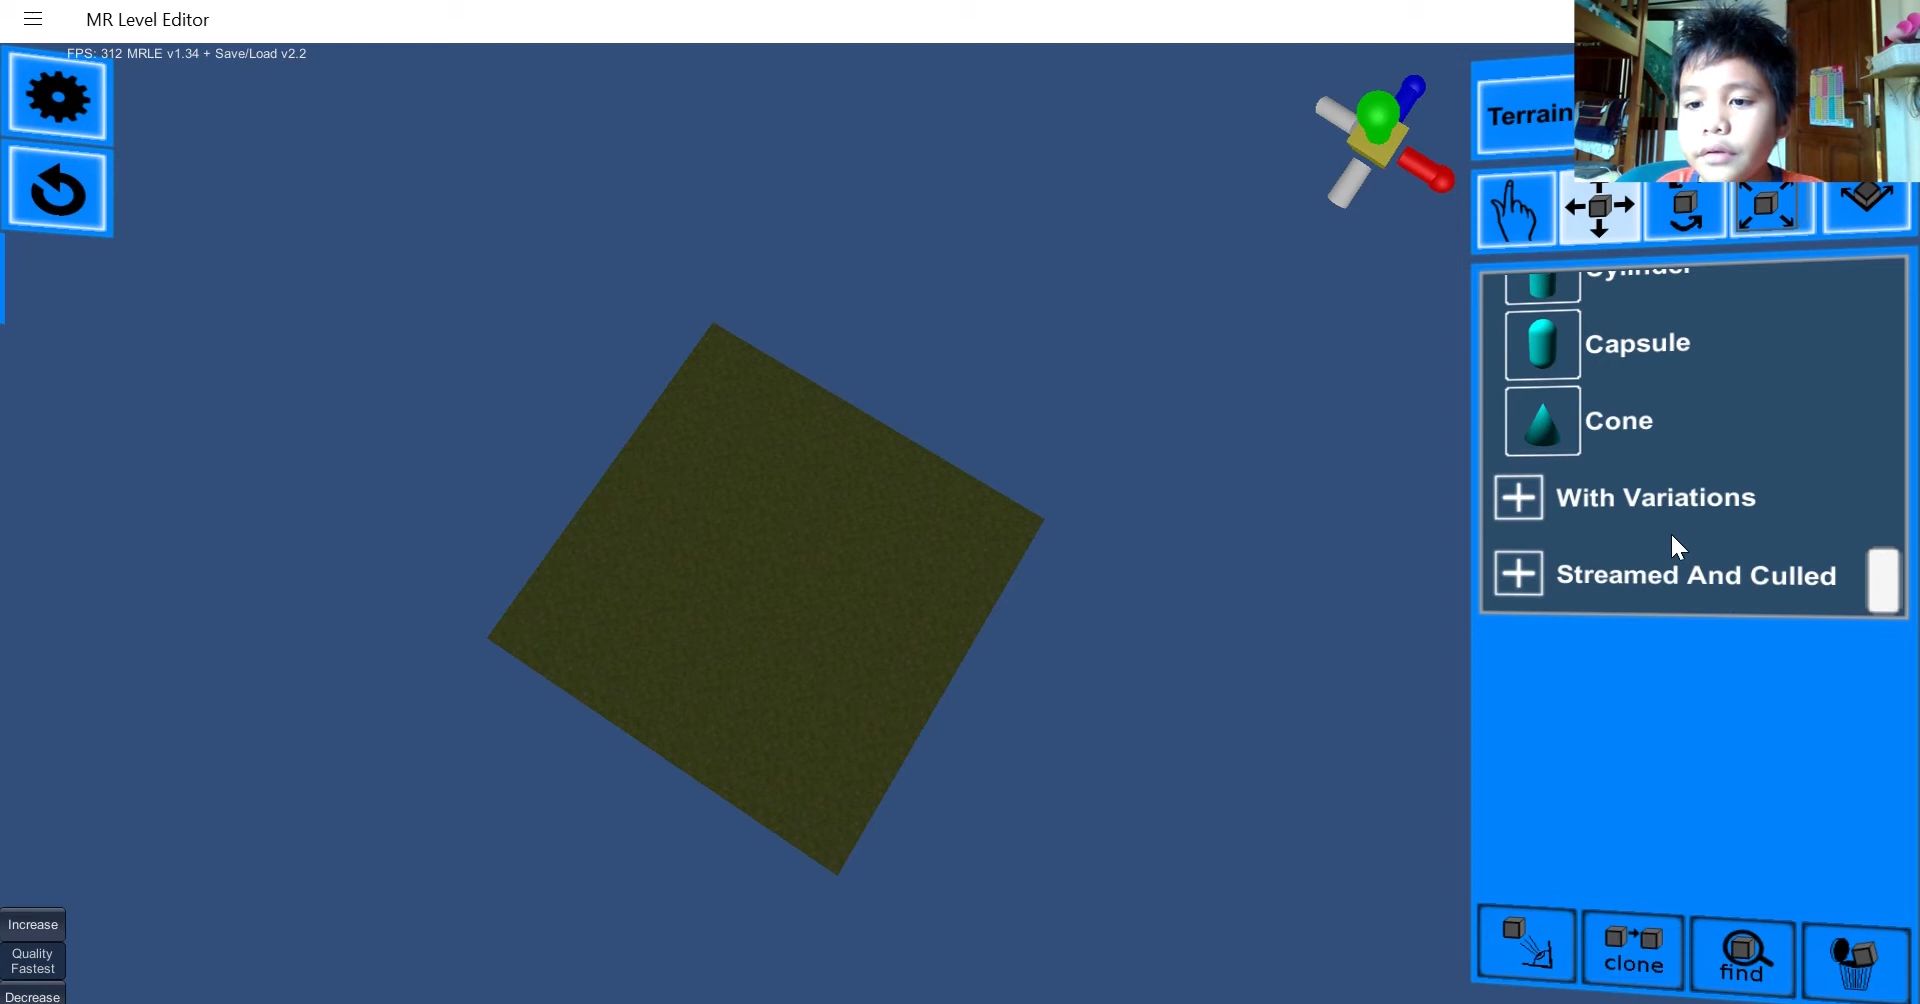 MR Level Editor
FPS: 312 MRLE v1.34 + Save/Load v2.2
Terrain
Cylinder
Capsule
Cone
With Variations
Streamed And Culled
Increase
Quality
Fastest
Decrease
clone
find